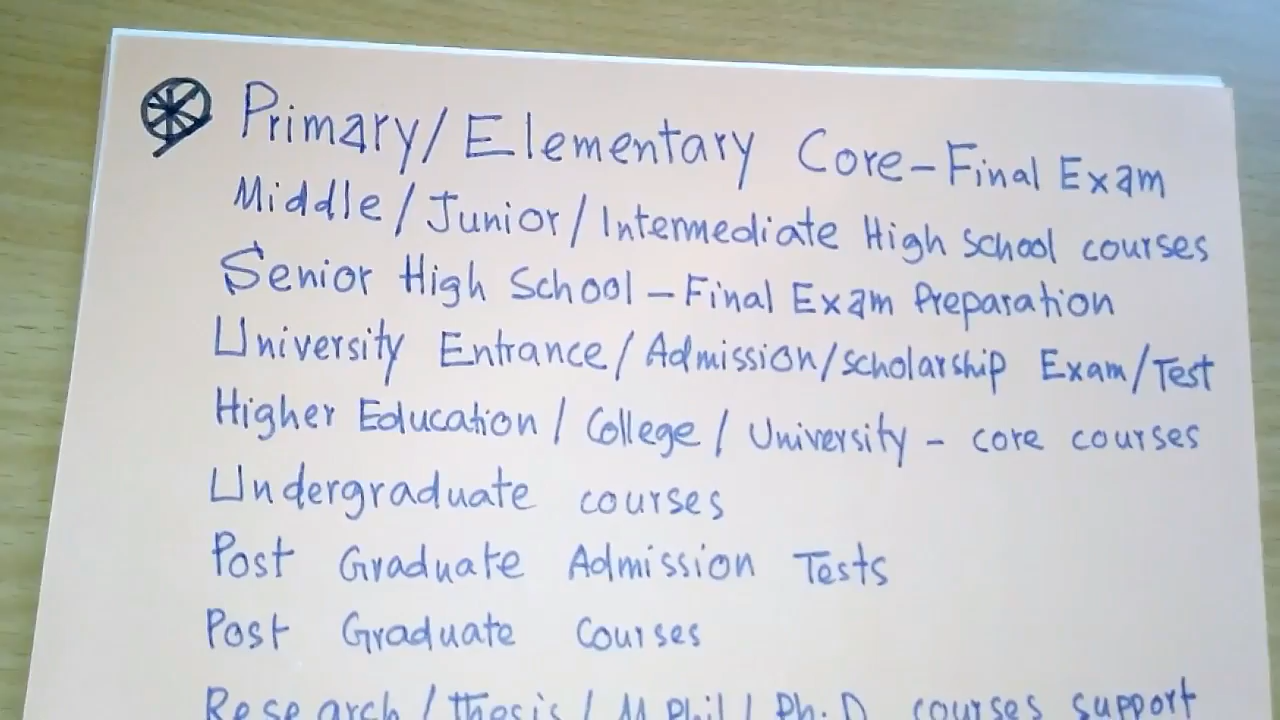 Primary/Elementary Core-Final Exam
Middle/Junior/Intermediate High School courses
Senior High School - Final Exam Preparation
University Entrance/Admission/scholarship Exam/Test
Higher Education/College/University - core courses
Undergraduate courses
Post Graduate Admission Tests
Post Graduate Courses
Research/Thesis/M Phil/Ph.D courses support